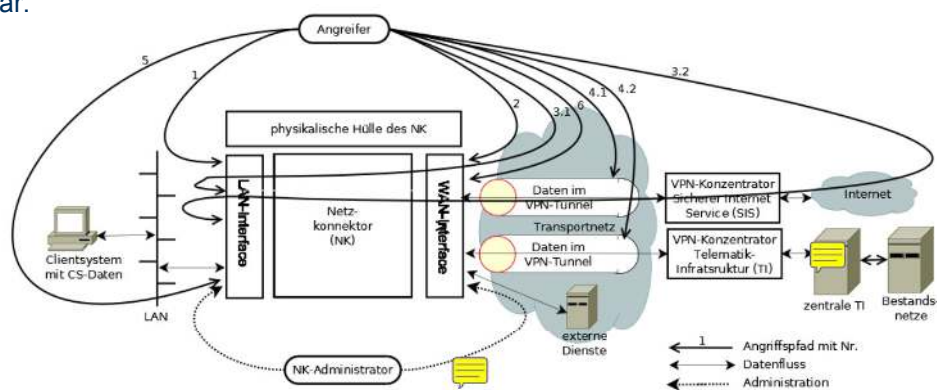 ar.
Angreifer
5
1
2
3.1
6
4.1
4.2
3.2
physikalische Hülle des NK
LAN-Interface
Netz-
konnektor
(NK)
WAN-Interface
Daten im
VPN-Tunnel
Transportnetz
Daten im
VPN-Tunnel
VPN-Konzentrator
Sicherer Internet
Service (SIS)
Internet
VPN-Konzentrator
Telematik-
Infratsruktur (TI)
Clientsystem
mit CS-Daten
LAN
externe
Dienste
zentrale TI
Bestands-
netze
NK-Administrator
1
Angriffspfad mit Nr.
Datenfluss
Administration